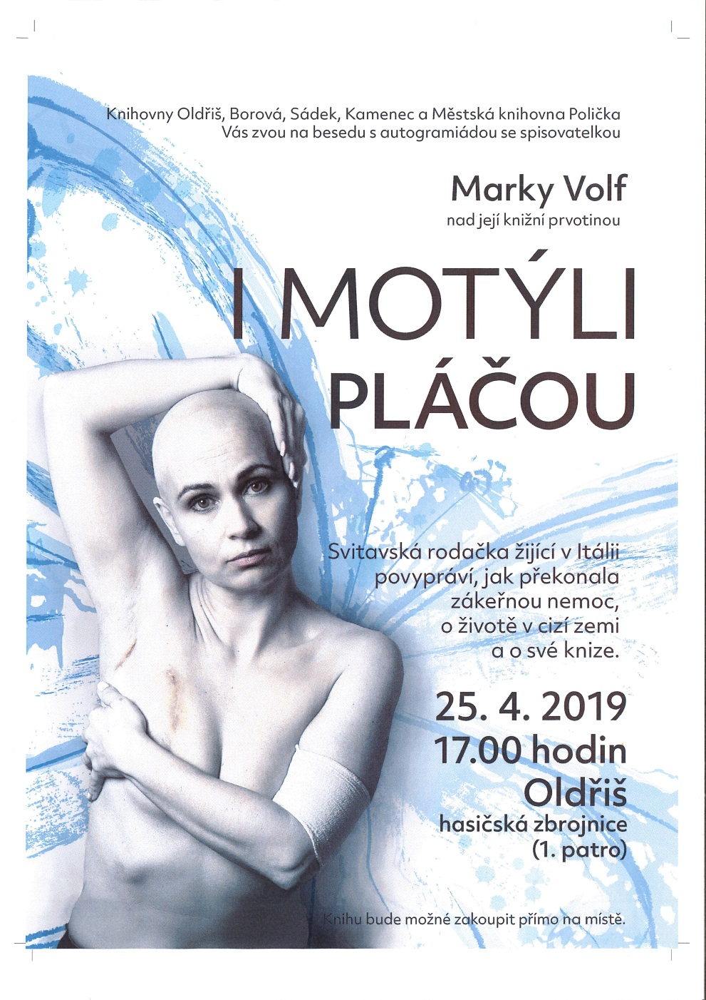 Knihovny Oldřiš, Borová, Sádek, Kamenec a Městská knihovna Polička
Vás zvou na besedu s autogramiádou se spisovatelkou
Marky Volf
nad její knižní prvotinou
I MOTÝLI
PLÁČOU
Svitavská rodačka žijící v Itálii
povypráví, jak překonala
zákeřnou nemoc,
o životě v cizí zemi
a o své knize.
25. 4. 2019
17.00 hodin
Oldřiš
hasičská zbrojnice
(1. patro)
Knihu bude možné zakoupit přímo na místě.